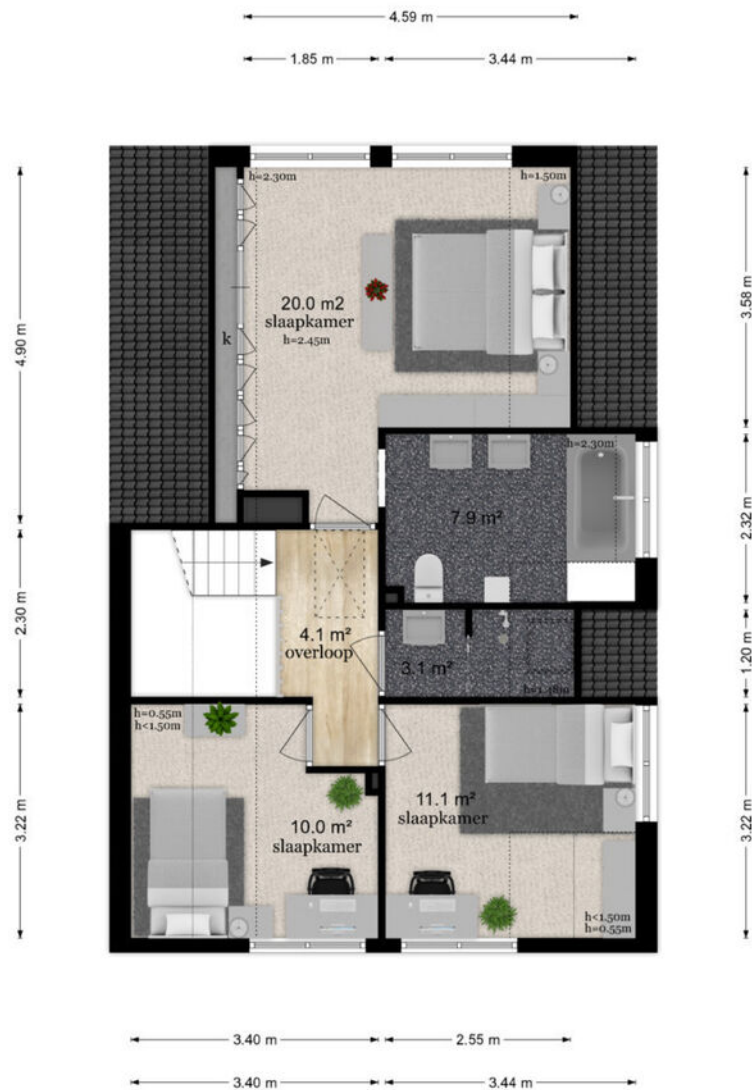 4.59 m
1.85 m
3.44 m
h=2.30m
h=1.50m
4.90 m
3.58 m
20.0 m2
slaapkamer
h=2.45m
k
h=2.30m
7.9 m²
2.32 m
2.30 m
4.1 m²
overloop
3.1 m²
1.20 m
h=0.55m
h<1.50m
3.22 m
10.0 m²
slaapkamer
11.1 m²
slaapkamer
3.22 m
h<1.50m
h=0.55m
3.40 m
2.55 m
3.40 m
3.44 m